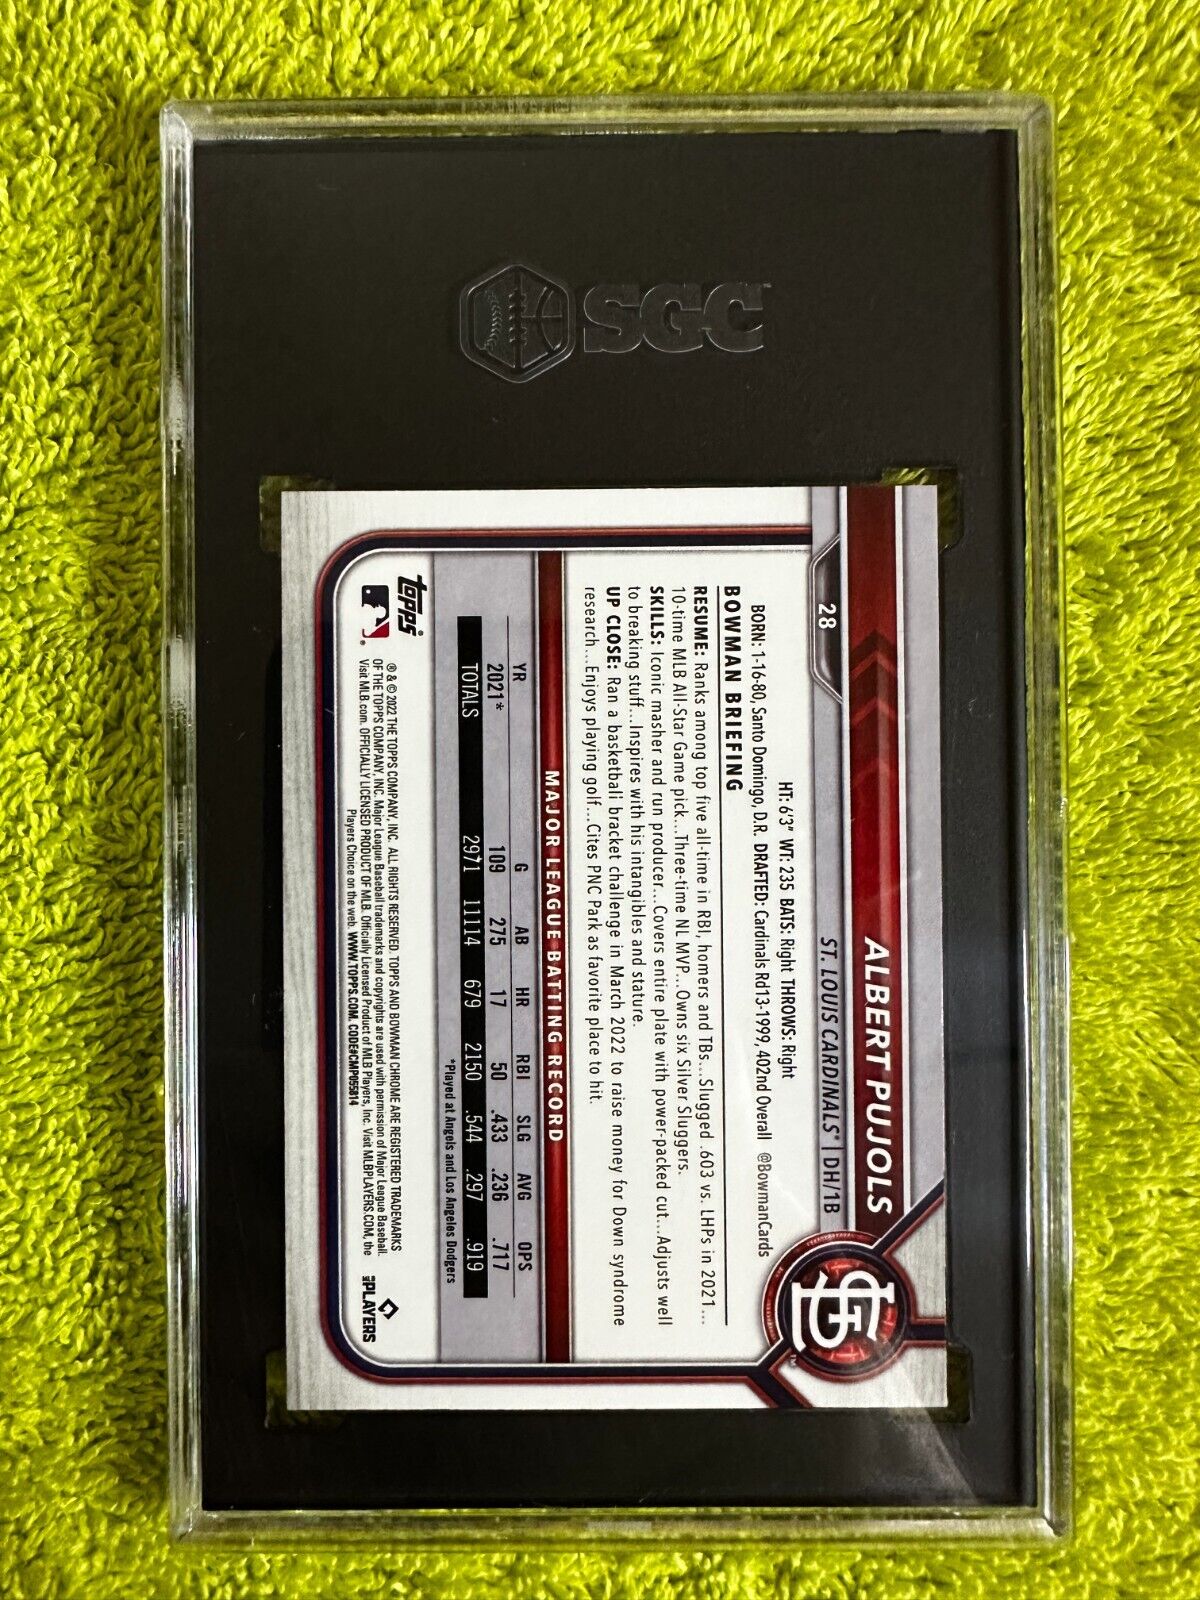 SGC
28
ALBERT PUJOLS
ST. LOUIS CARDINALS® | DH/1B
HT: 6'3" WT: 235 BATS: Right THROWS: Right
BORN: 1-16-80, Santo Domingo, D.R. DRAFTED: Cardinals Rd13-1999, 402nd Overall @BowmanCards
BOWMAN BRIEFING
RESUME: Ranks among top five all-time in RBI, homers and TBs...Slugged .603 vs. LHPs in 2021...
10-time MLB All-Star Game pick...Three-time NL MVP...Owns six Silver Sluggers.
SKILLS: Iconic masher and run producer...Covers entire plate with power-packed cut...Adjusts well
to breaking stuff...Inspires with his intangibles and stature.
UP CLOSE: Ran a basketball bracket challenge in March 2022 to raise money for Down syndrome
research...Enjoys playing golf...Cites PNC Park as favorite place to hit.
MAJOR LEAGUE BATTING RECORD
YR G AB HR RBI SLG AVG OPS
2021* 109 275 17 50 .433 .236 .717
TOTALS 2971 11114 679 2150 .544 .297 .919
*Played at Angels and Los Angeles Dodgers
topps
® & © 2022 THE TOPPS COMPANY, INC. ALL RIGHTS RESERVED. TOPPS AND BOWMAN CHROME ARE REGISTERED TRADEMARKS
OF THE TOPPS COMPANY, INC. Major League Baseball trademarks and copyrights are used with permission of Major League Baseball.
Visit MLB.com. OFFICIALLY LICENSED PRODUCT OF MLB. Officially Licensed Product of MLB Players, Inc. Visit MLBPLAYERS.COM, the
Players Choice on the web. WWW.TOPPS.COM. CODE#CMP055814
MLB PLAYERS